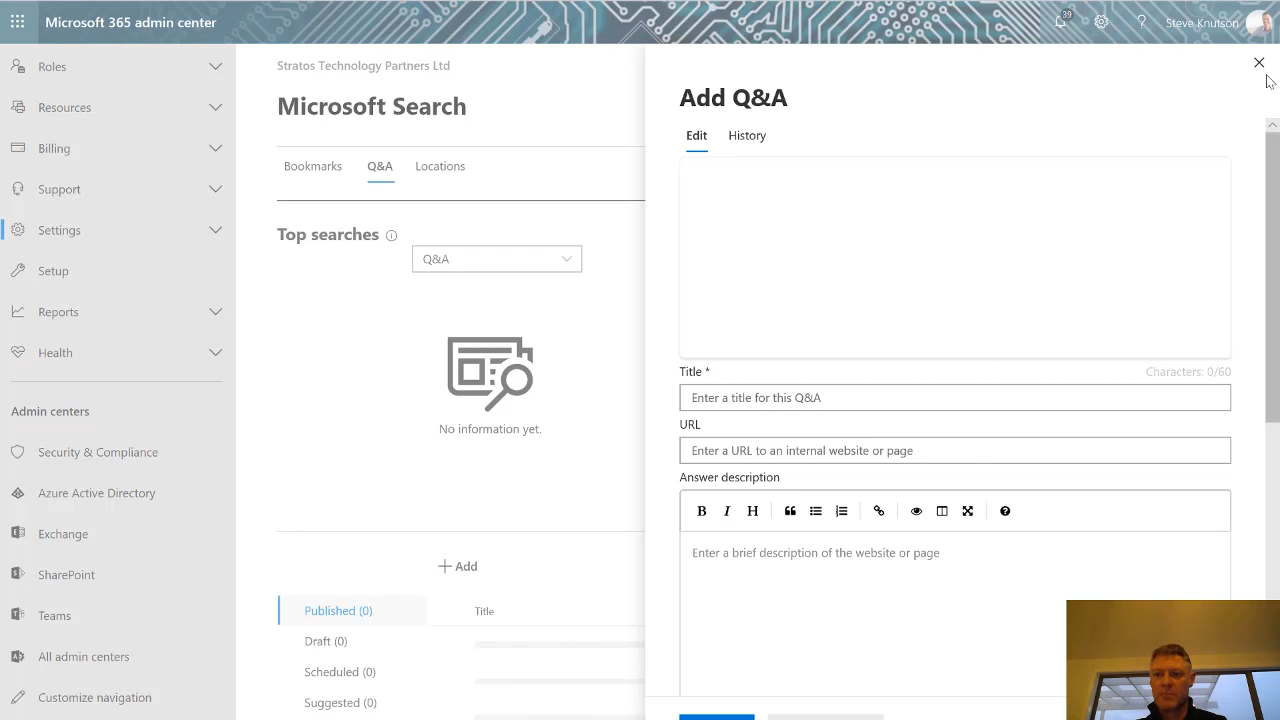 Microsoft 365 admin center
39
Steve Knutson
Roles
Resources
Billing
Support
Settings
Setup
Reports
Health
Admin centers
Security & Compliance
Azure Active Directory
Exchange
SharePoint
Teams
All admin centers
Customize navigation
Stratos Technology Partners Ltd
Microsoft Search
Bookmarks Q&A Locations
Top searches
Q&A
No information yet.
Add
Published (0)
Title
Draft (0)
Scheduled (0)
Suggested (0)
Add Q&A
Edit History
Title * Characters: 0/60
Enter a title for this Q&A
URL
Enter a URL to an internal website or page
Answer description
B I H
Enter a brief description of the website or page